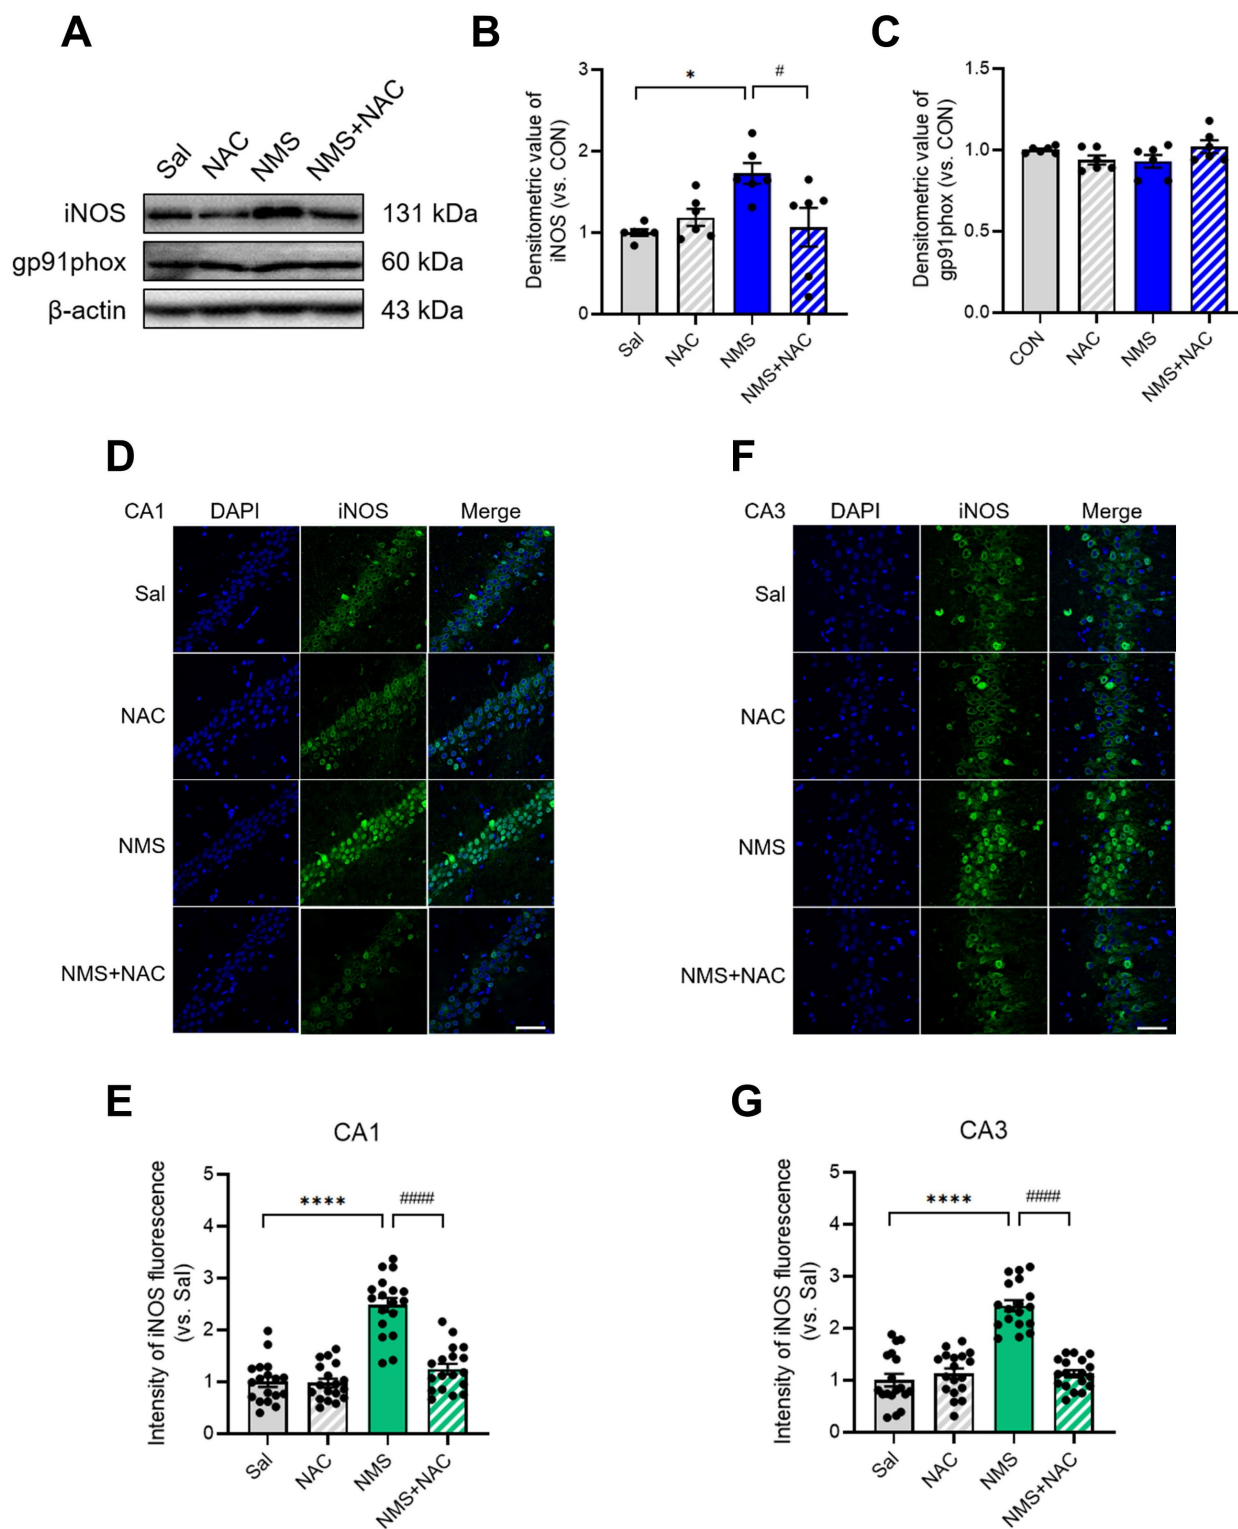 A
Sal
NAC
NMS
NMS+NAC
iNOS
131 kDa
gp91phox
60 kDa
β-actin
43 kDa
B
Densitometric value of
iNOS (vs. CON)
3
2
1
0
*
#
Sal
NAC
NMS
NMS+NAC
C
Densitometric value of
gp91phox (vs. CON)
1.5
1.0
0.5
0.0
CON
NAC
NMS
NMS+NAC
D
CA1 DAPI iNOS Merge
Sal
NAC
NMS
NMS+NAC
F
CA3 DAPI iNOS Merge
Sal
NAC
NMS
NMS+NAC
E
CA1
Intensity of iNOS fluorescence
(vs. Sal)
5
4
3
2
1
0
****
####
Sal
NAC
NMS
NMS+NAC
G
CA3
Intensity of iNOS fluorescence
(vs. Sal)
5
4
3
2
1
0
****
####
Sal
NAC
NMS
NMS+NAC